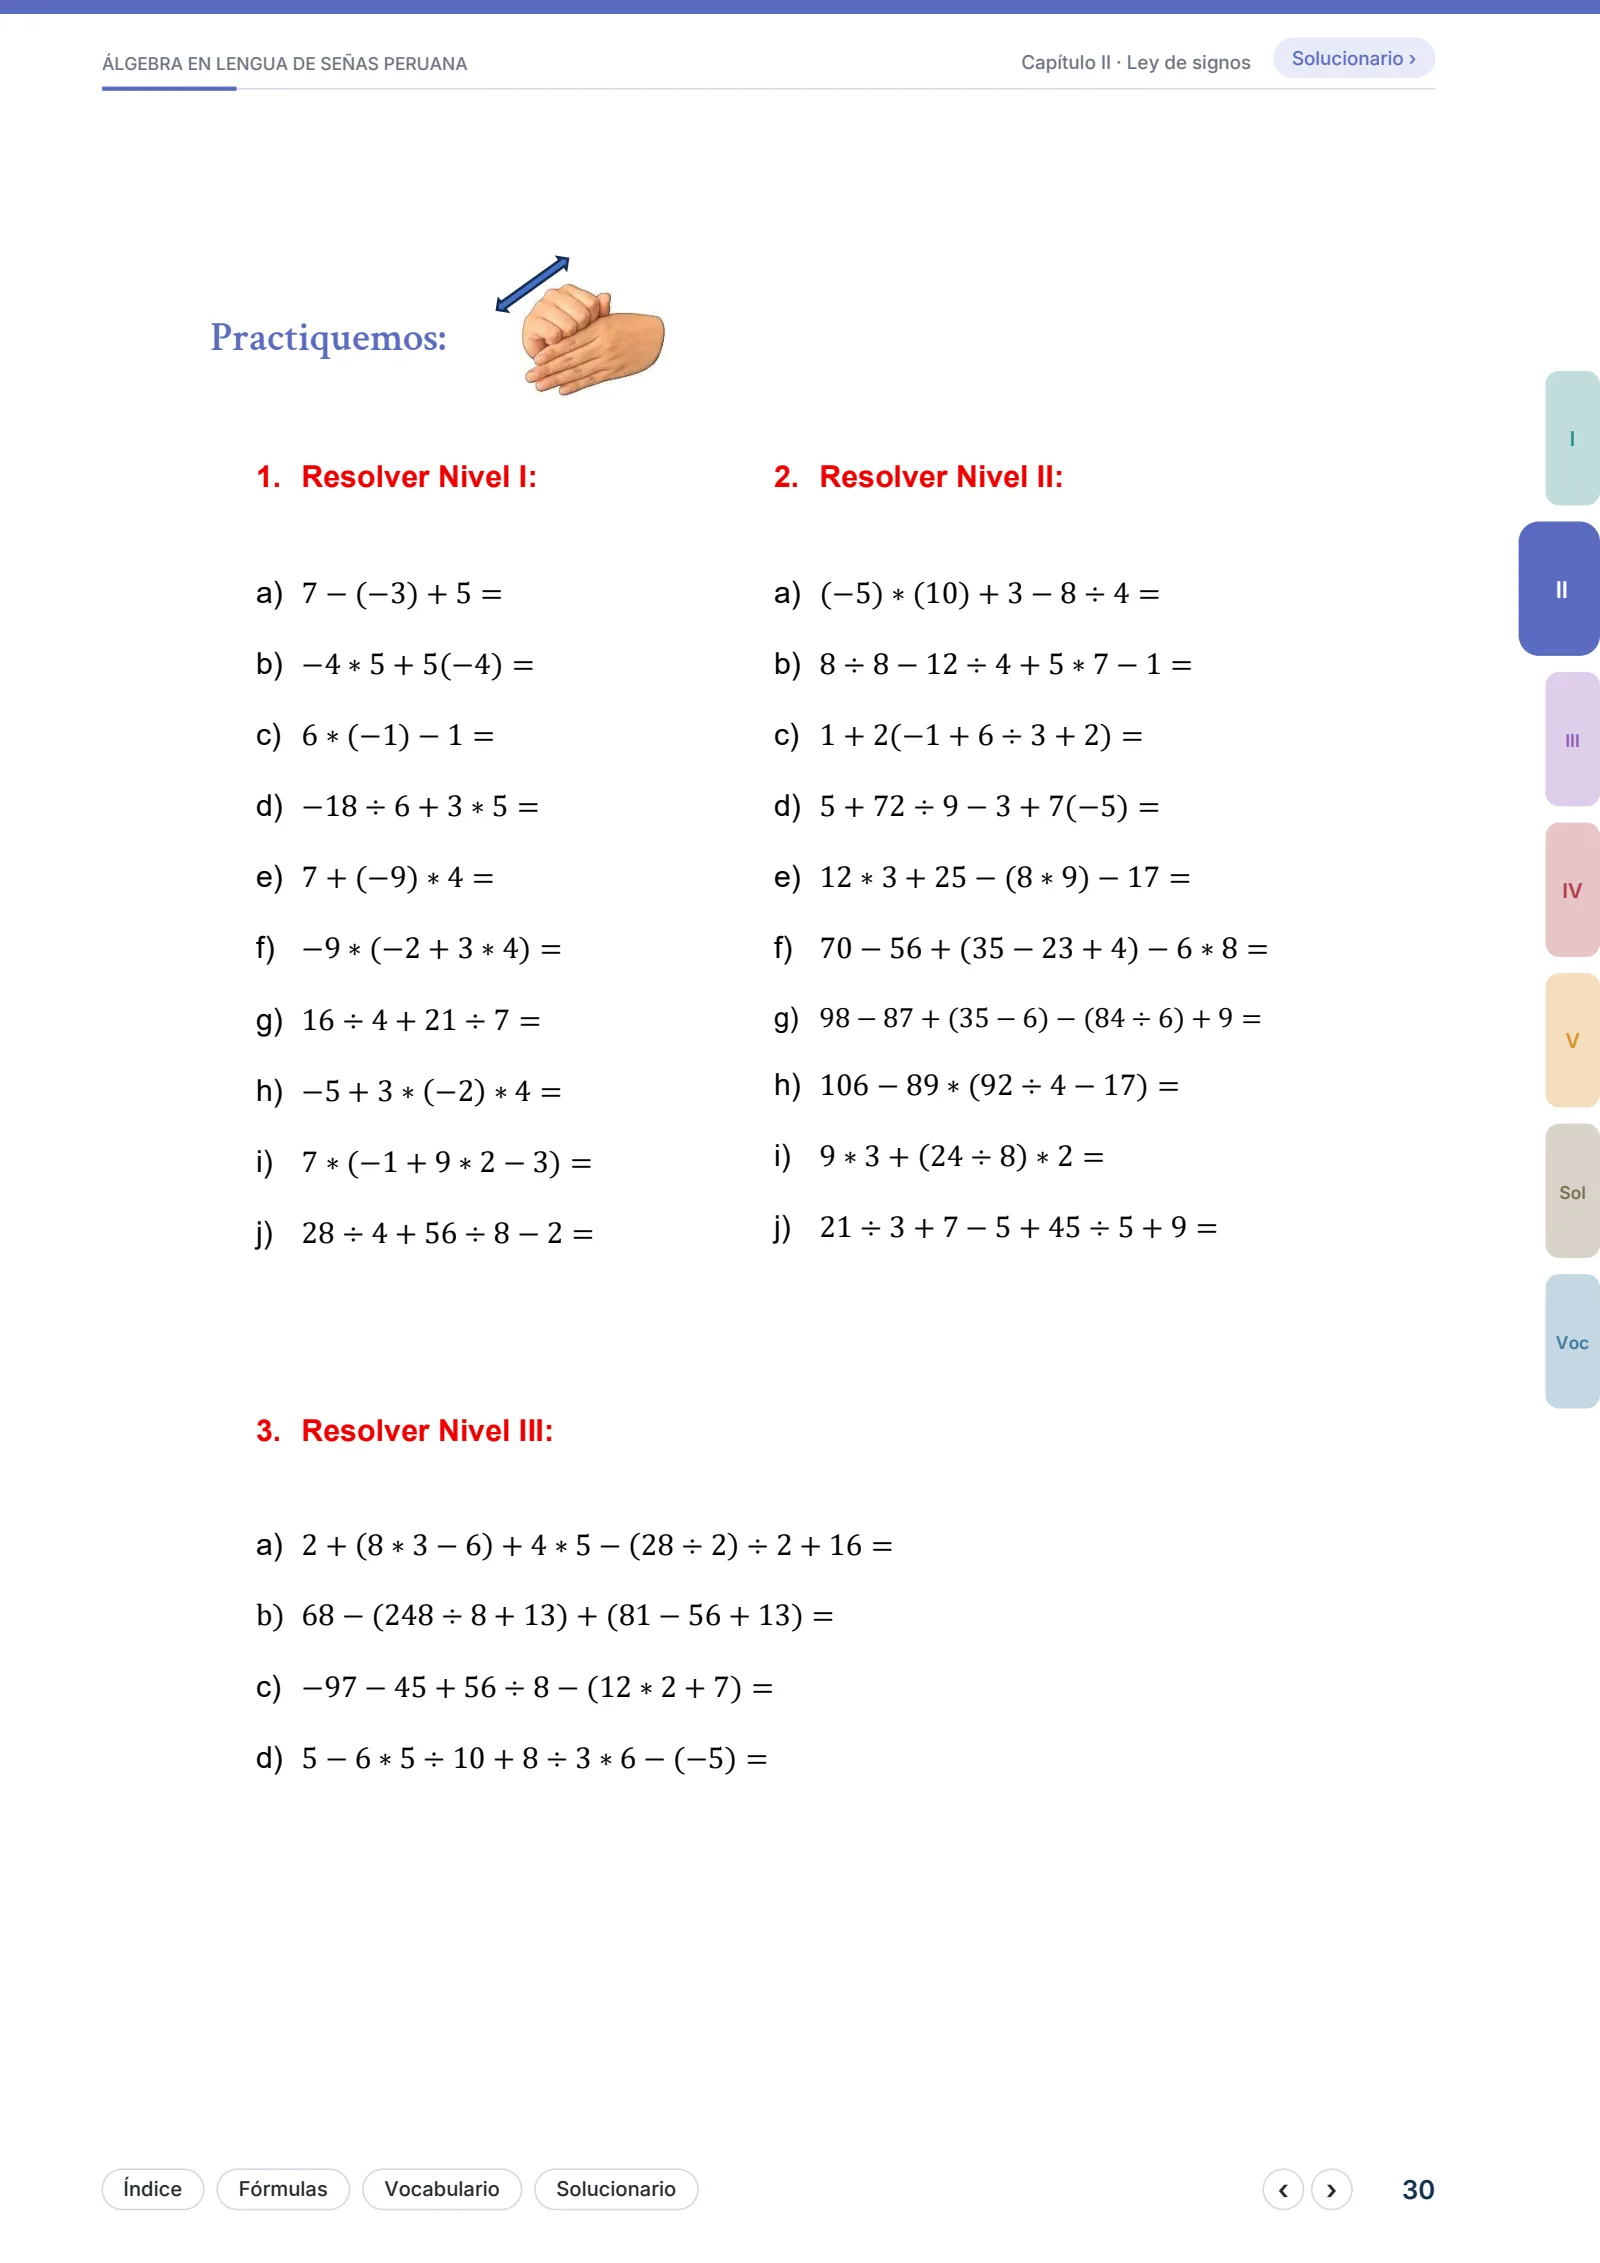 ÁLGEBRA EN LENGUA DE SEÑAS PERUANA
Capítulo II · Ley de signos
Solucionario ›
Practiquemos:
1. Resolver Nivel I:
a) 7 − (−3) + 5 =
b) −4 ∗ 5 + 5(−4) =
c) 6 ∗ (−1) − 1 =
d) −18 ÷ 6 + 3 ∗ 5 =
e) 7 + (−9) ∗ 4 =
f) −9 ∗ (−2 + 3 ∗ 4) =
g) 16 ÷ 4 + 21 ÷ 7 =
h) −5 + 3 ∗ (−2) ∗ 4 =
i) 7 ∗ (−1 + 9 ∗ 2 − 3) =
j) 28 ÷ 4 + 56 ÷ 8 − 2 =
2. Resolver Nivel II:
a) (−5) ∗ (10) + 3 − 8 ÷ 4 =
b) 8 ÷ 8 − 12 ÷ 4 + 5 ∗ 7 − 1 =
c) 1 + 2(−1 + 6 ÷ 3 + 2) =
d) 5 + 72 ÷ 9 − 3 + 7(−5) =
e) 12 ∗ 3 + 25 − (8 ∗ 9) − 17 =
f) 70 − 56 + (35 − 23 + 4) − 6 ∗ 8 =
g) 98 − 87 + (35 − 6) − (84 ÷ 6) + 9 =
h) 106 − 89 ∗ (92 ÷ 4 − 17) =
i) 9 ∗ 3 + (24 ÷ 8) ∗ 2 =
j) 21 ÷ 3 + 7 − 5 + 45 ÷ 5 + 9 =
3. Resolver Nivel III:
a) 2 + (8 ∗ 3 − 6) + 4 ∗ 5 − (28 ÷ 2) ÷ 2 + 16 =
b) 68 − (248 ÷ 8 + 13) + (81 − 56 + 13) =
c) −97 − 45 + 56 ÷ 8 − (12 ∗ 2 + 7) =
d) 5 − 6 ∗ 5 ÷ 10 + 8 ÷ 3 ∗ 6 − (−5) =
I
II
III
IV
V
Sol
Voc
Índice
Fórmulas
Vocabulario
Solucionario
‹
›
30